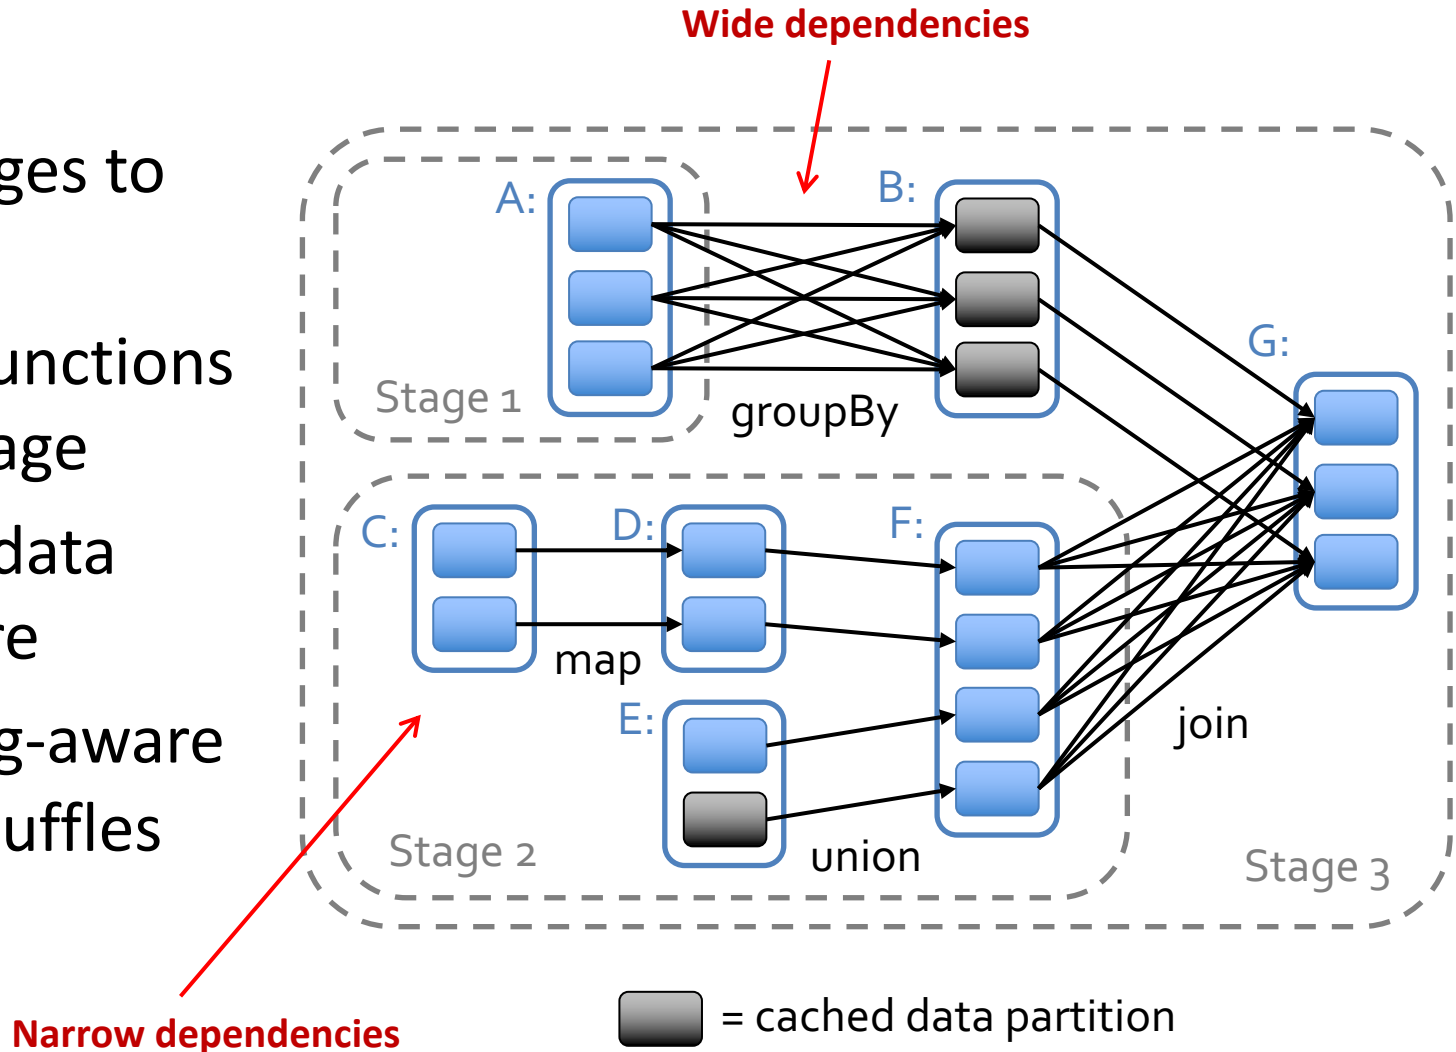 Wide dependencies
ges to
unctions
age
data
re
g-aware
uffles
A:
B:
G:
Stage 1
groupBy
C:
D:
F:
map
E:
join
Stage 2
union
Stage 3
Narrow dependencies
= cached data partition